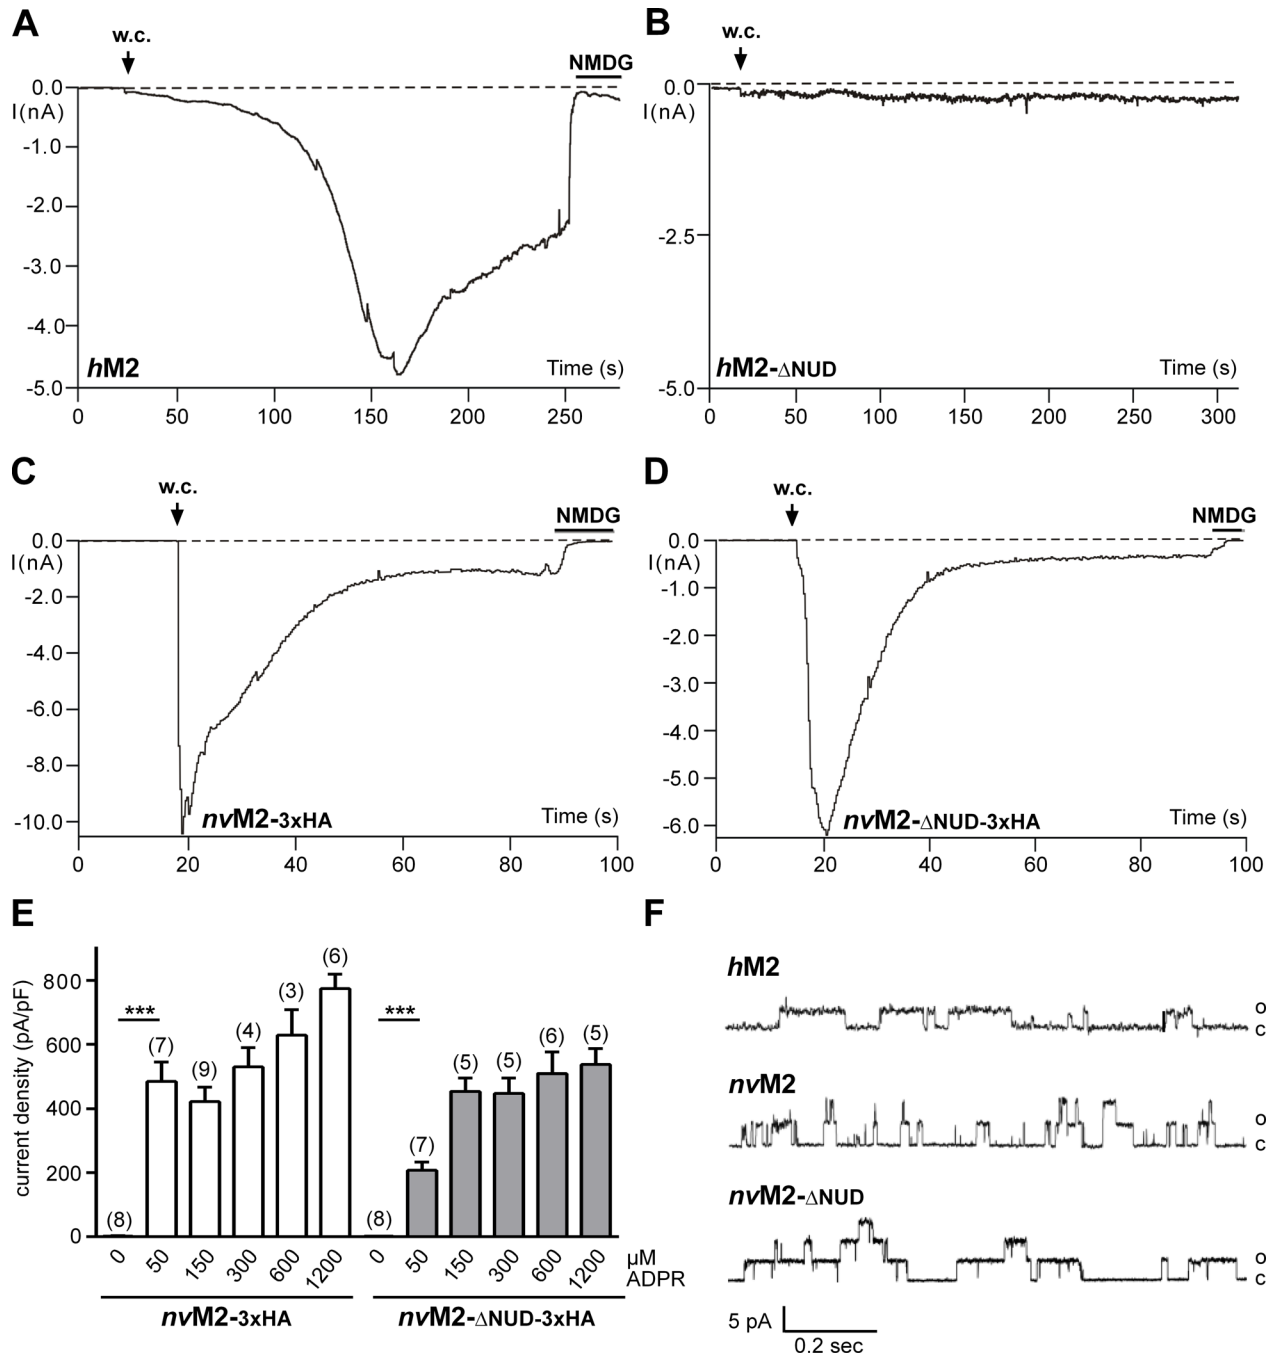 A
w.c.
NMDG
0.0
I(nA)
-1.0
-2.0
-3.0
-4.0
-5.0
hM2
Time (s)
0 50 100 150 200 250
B
w.c.
0.0
I(nA)
-2.5
-5.0
hM2-ΔNUD
Time (s)
0 50 100 150 200 250 300
C
w.c.
NMDG
0.0
I(nA)
-2.0
-4.0
-6.0
-8.0
-10.0
nvM2-3xHA
Time (s)
0 20 40 60 80 100
D
w.c.
NMDG
0.0
I(nA)
-1.0
-2.0
-3.0
-4.0
-5.0
-6.0
nvM2-ΔNUD-3xHA
Time (s)
0 20 40 60 80 100
E
current density (pA/pF)
800
600
400
200
0
*** ***
(8) (7) (9) (4) (3) (6) (8) (7) (5) (5) (6) (5)
0 50 150 300 600 1200 0 50 150 300 600 1200
µM
ADPR
nvM2-3xHA
nvM2-ΔNUD-3xHA
F
hM2
o
c
nvM2
o
c
nvM2-ΔNUD
o
c
5 pA
0.2 sec